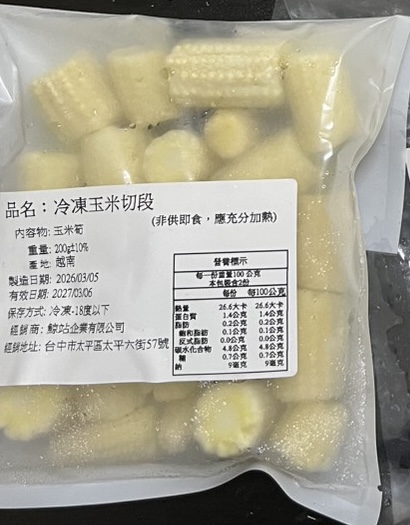 品名：冷凍玉米切段
(非供即食，應充分加熱)
內容物: 玉米筍
重量: 200g±10%
產地: 越南
製造日期: 2026/03/05
有效日期: 2027/03/06
保存方式: 冷凍-18度以下
經銷商: 鯨站企業有限公司
經銷地址: 台中市太平區太平六街57號
營養標示
每一份重量100公克
本包裝含2份
每份 每100公克
熱量 26.6大卡 26.6大卡
蛋白質 1.4公克 1.4公克
脂肪 0.2公克 0.2公克
飽和脂肪 0.1公克 0.1公克
反式脂肪 0.0公克 0.0公克
碳水化合物 4.8公克 4.8公克
糖 0.7公克 0.7公克
鈉 9毫克 9毫克